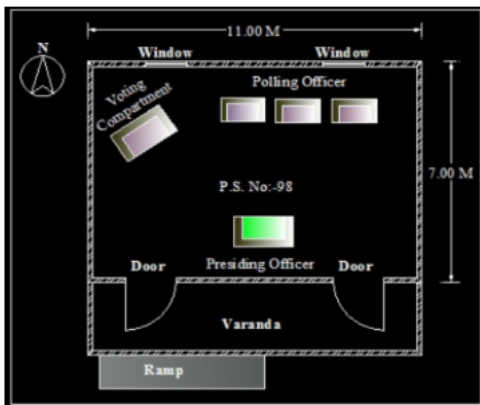 11.00 M
N
Window
Window
Polling Officer
Voting
Compartment
7.00 M
P.S. No:-98
Door
Presiding Officer
Door
Varanda
Ramp